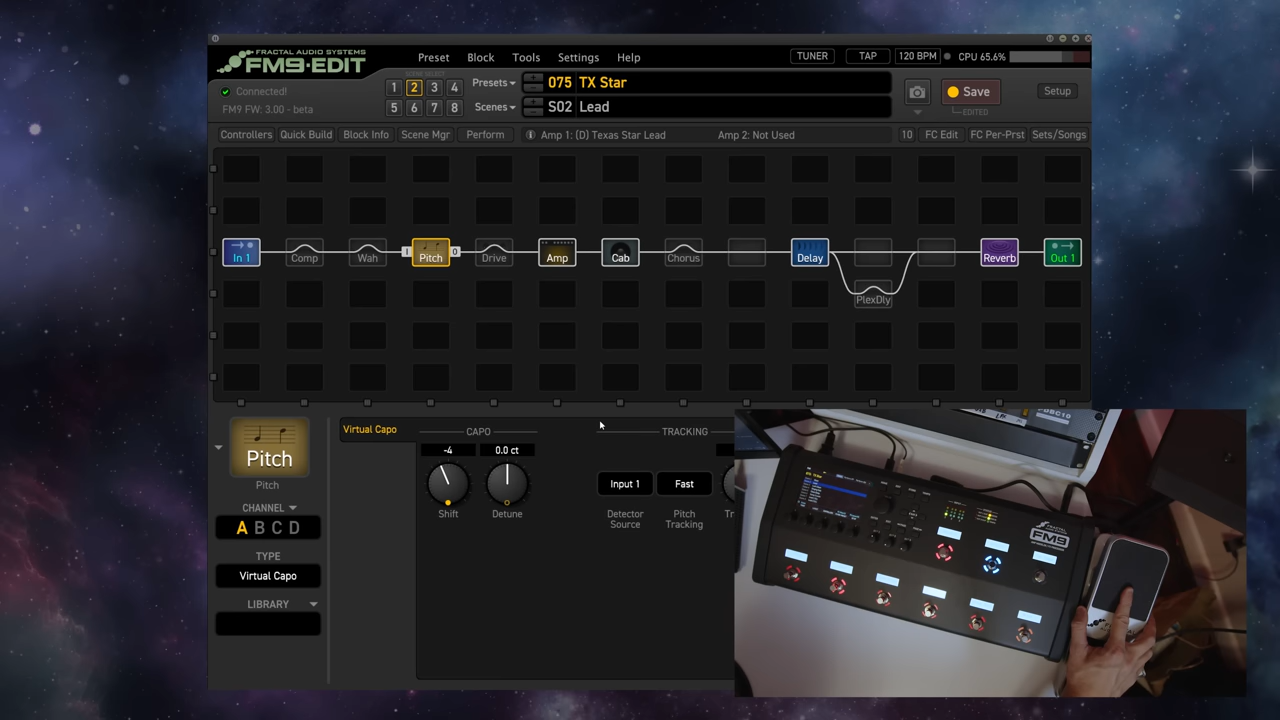 FRACTAL AUDIO SYSTEMS
FM9-EDIT
Preset Block Tools Settings Help
TUNER TAP 120 BPM CPU 65.6%
Connected!
FM9 FW: 3.00 - beta
SCENE SELECT
1 2 3 4
5 6 7 8
Presets
075 TX Star
Scenes
S02 Lead
Save
EDITED
Setup
Controllers Quick Build Block Info Scene Mgr Perform
Amp 1: (D) Texas Star Lead Amp 2: Not Used
10 FC Edit FC Per-Prst Sets/Songs
In 1 Comp Wah I Pitch O Drive Amp Cab Chorus Delay Reverb Out 1
PlexDly
Pitch
Pitch
CHANNEL
A B C D
TYPE
Virtual Capo
LIBRARY
Virtual Capo
CAPO
-4 0.0 ct
Shift Detune
TRACKING
Input 1 Fast
Detector
Source
Pitch
Tracking
Tr
FRACTAL
FM9